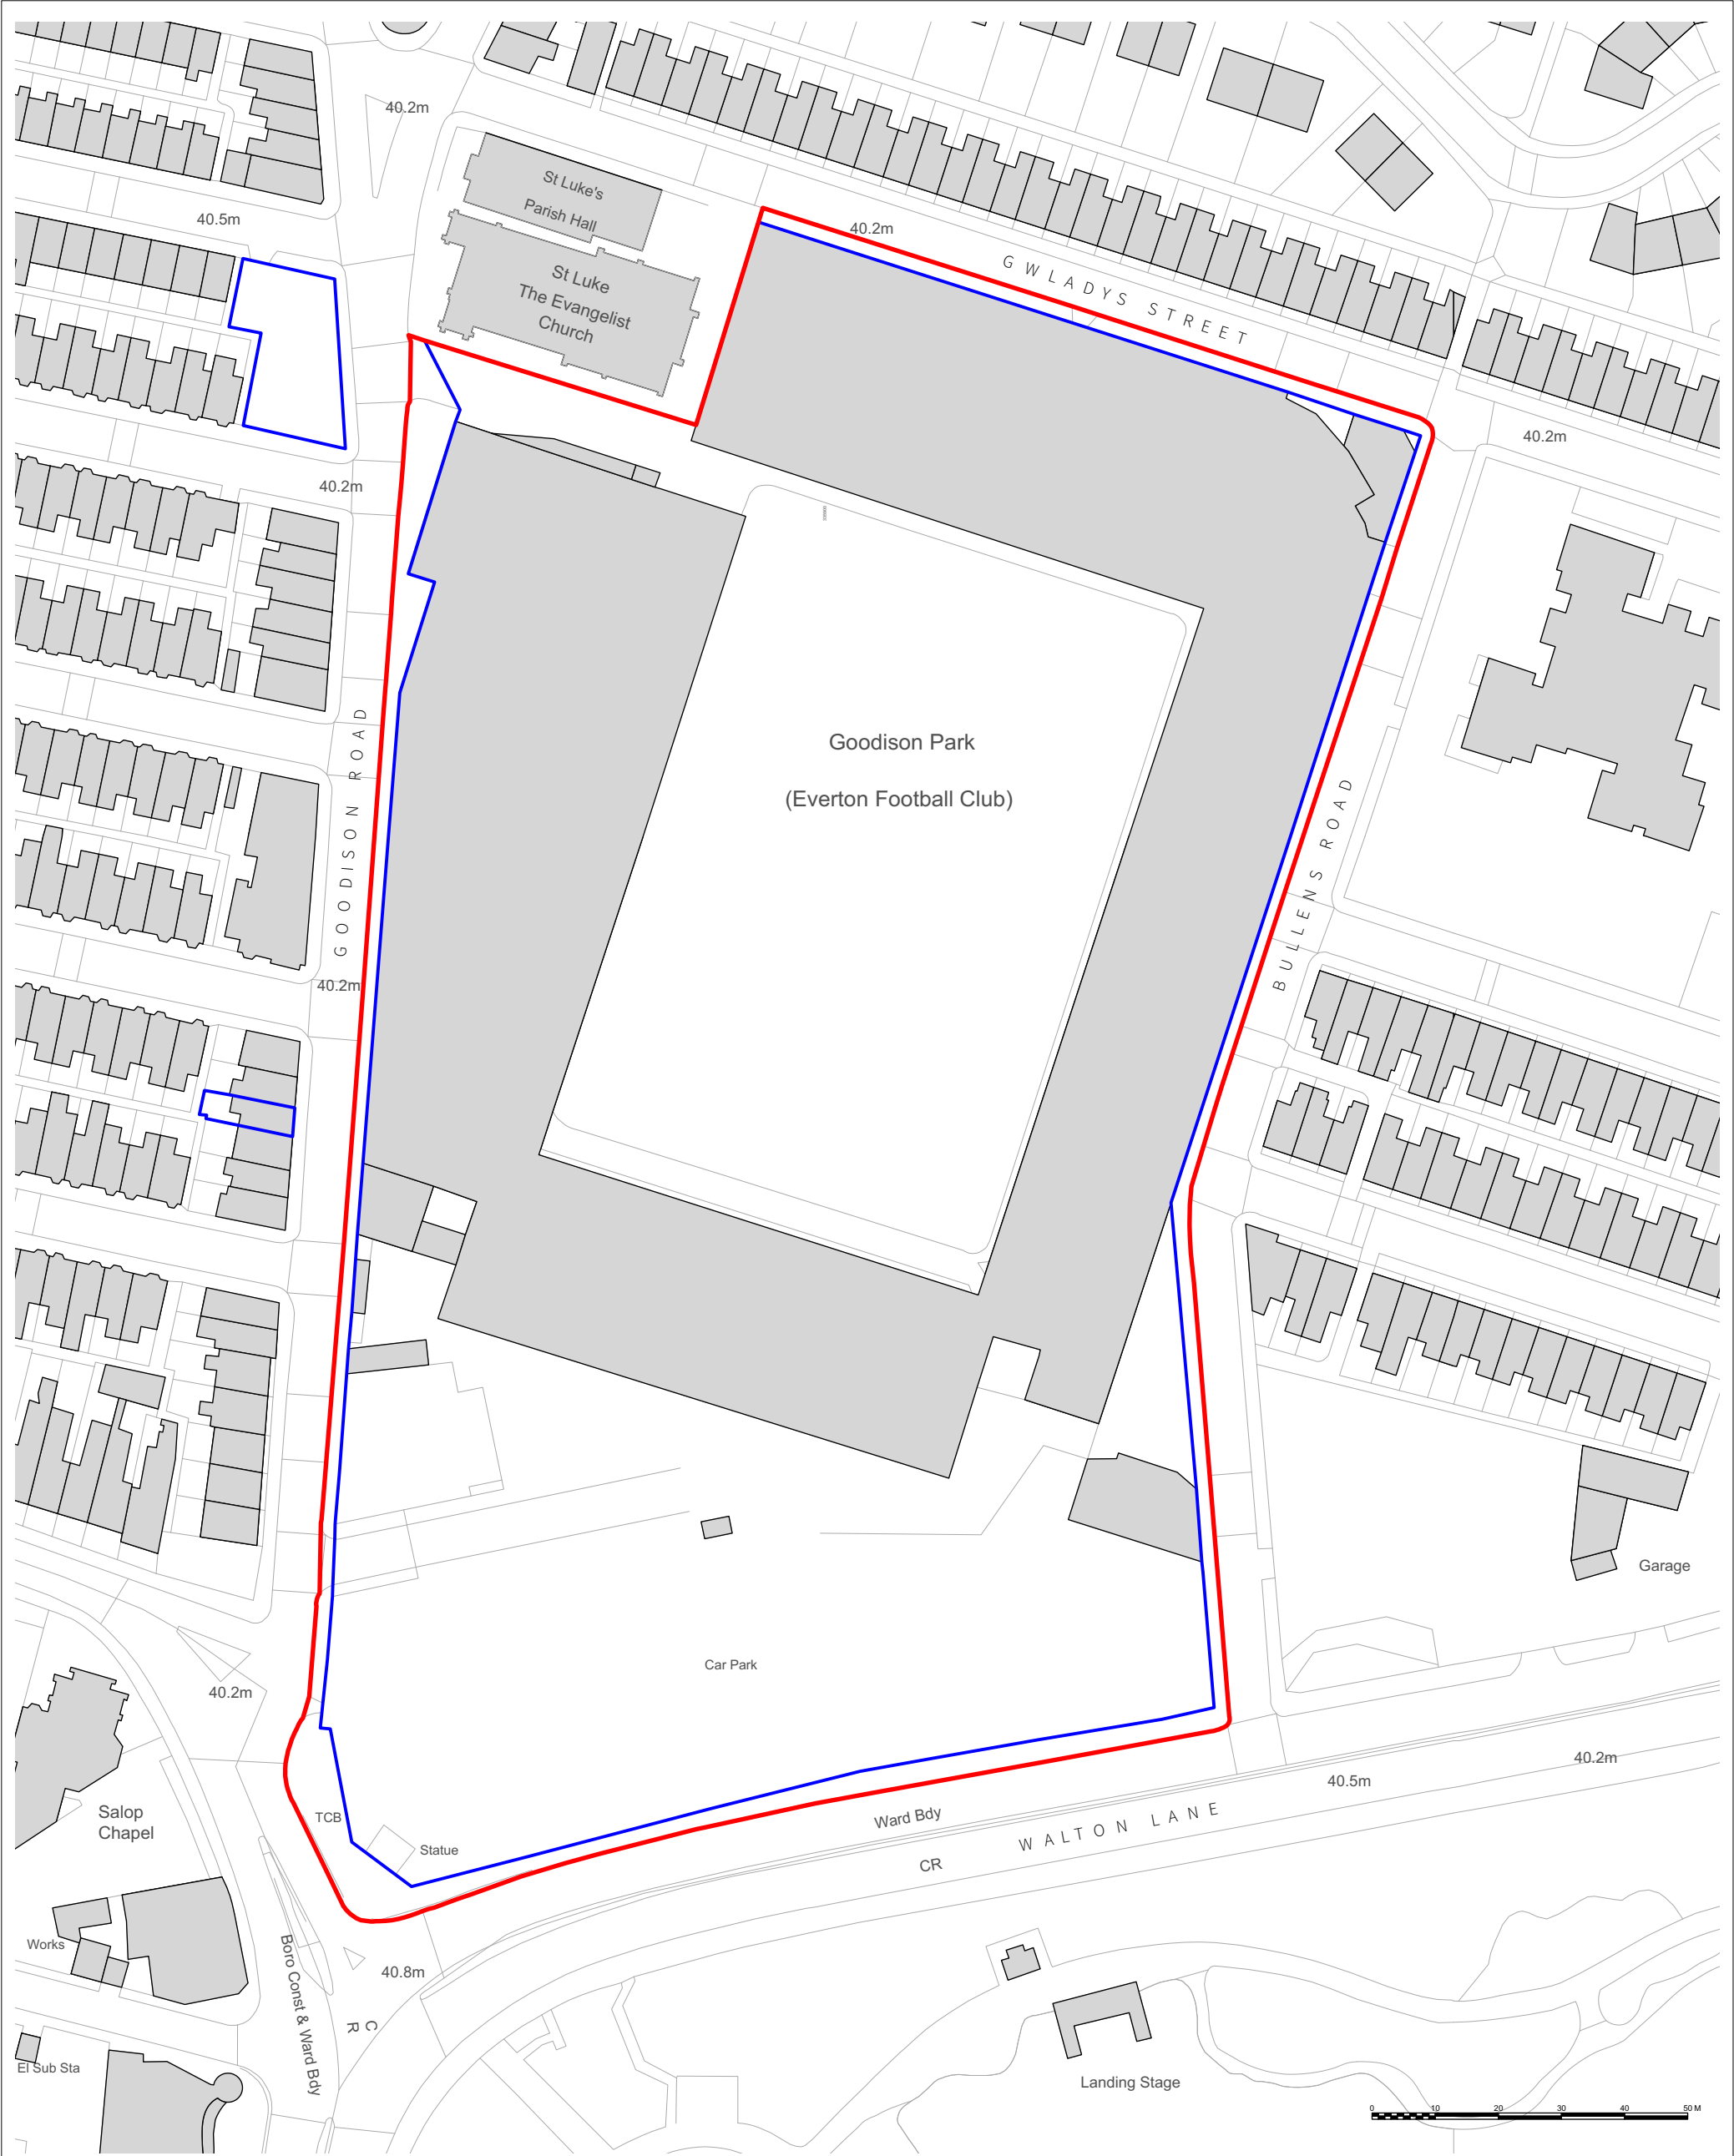 40.2m
St Luke's
Parish Hall
40.5m
40.2m
St Luke
The Evangelist
Church
GWLADYS STREET
40.2m
40.2m
GOODISON ROAD
Goodison Park
(Everton Football Club)
BULLENS ROAD
40.2m
Garage
Car Park
40.2m
40.2m
40.5m
Salop
Chapel
TCB
Ward Bdy
WALTON LANE
Statue
CR
Works
Boro Const & Ward Bdy
40.8m
CR
El Sub Sta
Landing Stage
0 10 20 30 40 50 M